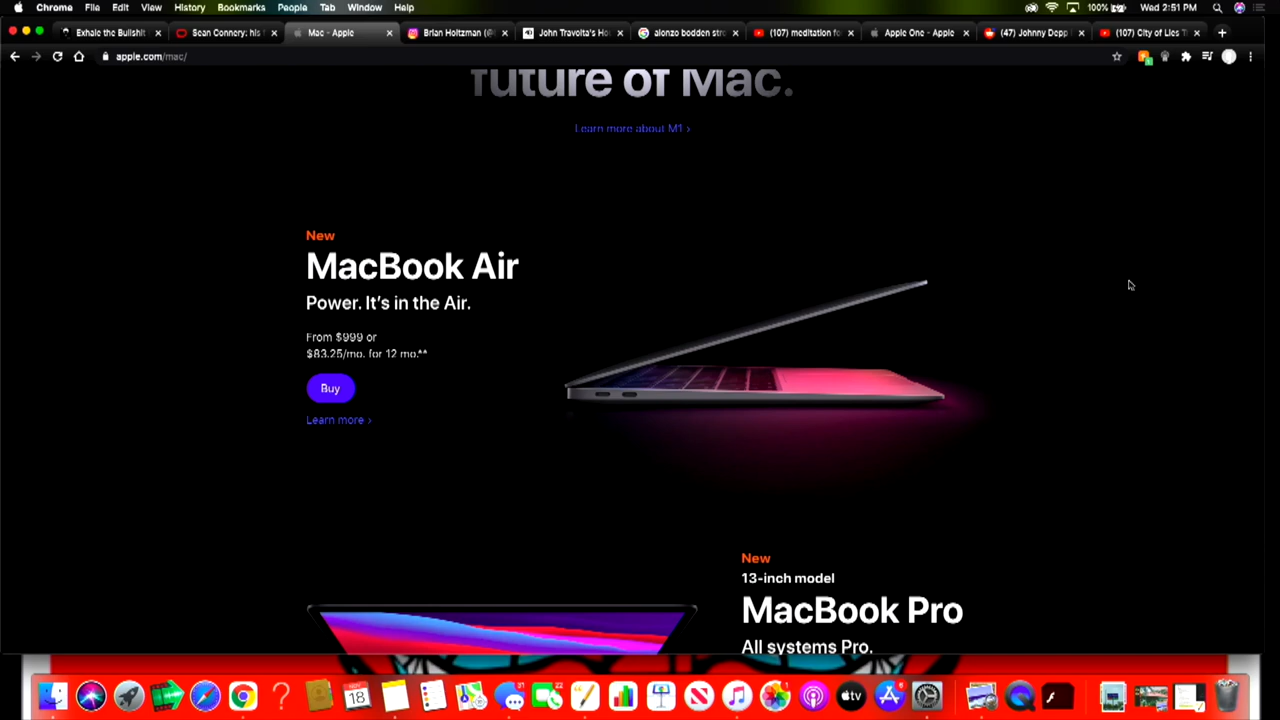 Chrome File Edit View History Bookmarks People Tab Window Help 100% Wed 2:51 PM
Exhale the Bullshit Sean Connery: his Mac - Apple Brian Holtzman (@ John Travolta's Ho alonzo bodden str (107) meditation fo Apple One - Apple (47) Johnny Depp (107) City of Lies T
apple.com/mac/
future of Mac.
Learn more about M1 >
New
MacBook Air
Power. It's in the Air.
From $999 or
$83.25/mo. for 12 mo.**
Buy
Learn more >
New
13-inch model
MacBook Pro
All systems Pro.
18
tv